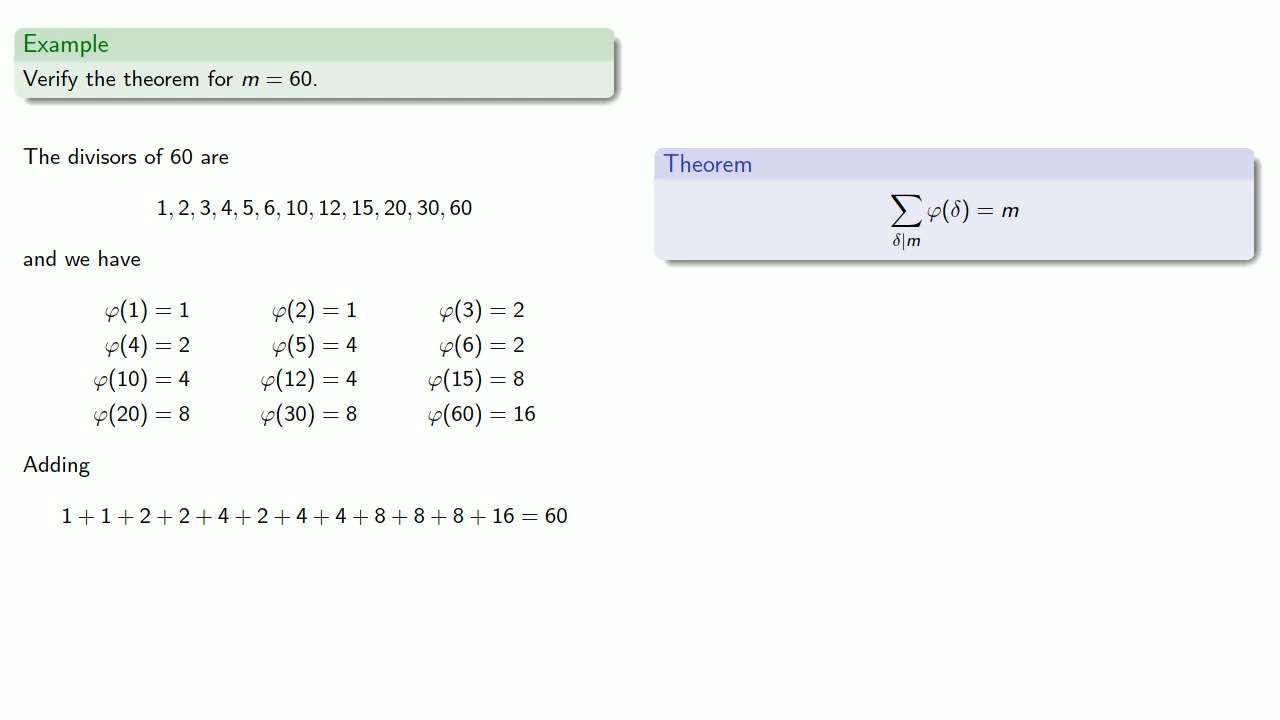 Example
Verify the theorem for m = 60.
The divisors of 60 are
1, 2, 3, 4, 5, 6, 10, 12, 15, 20, 30, 60
and we have
φ(1) = 1 φ(2) = 1 φ(3) = 2
φ(4) = 2 φ(5) = 4 φ(6) = 2
φ(10) = 4 φ(12) = 4 φ(15) = 8
φ(20) = 8 φ(30) = 8 φ(60) = 16
Adding
1 + 1 + 2 + 2 + 4 + 2 + 4 + 4 + 8 + 8 + 8 + 16 = 60
Theorem
∑ φ(δ) = m
δ|m